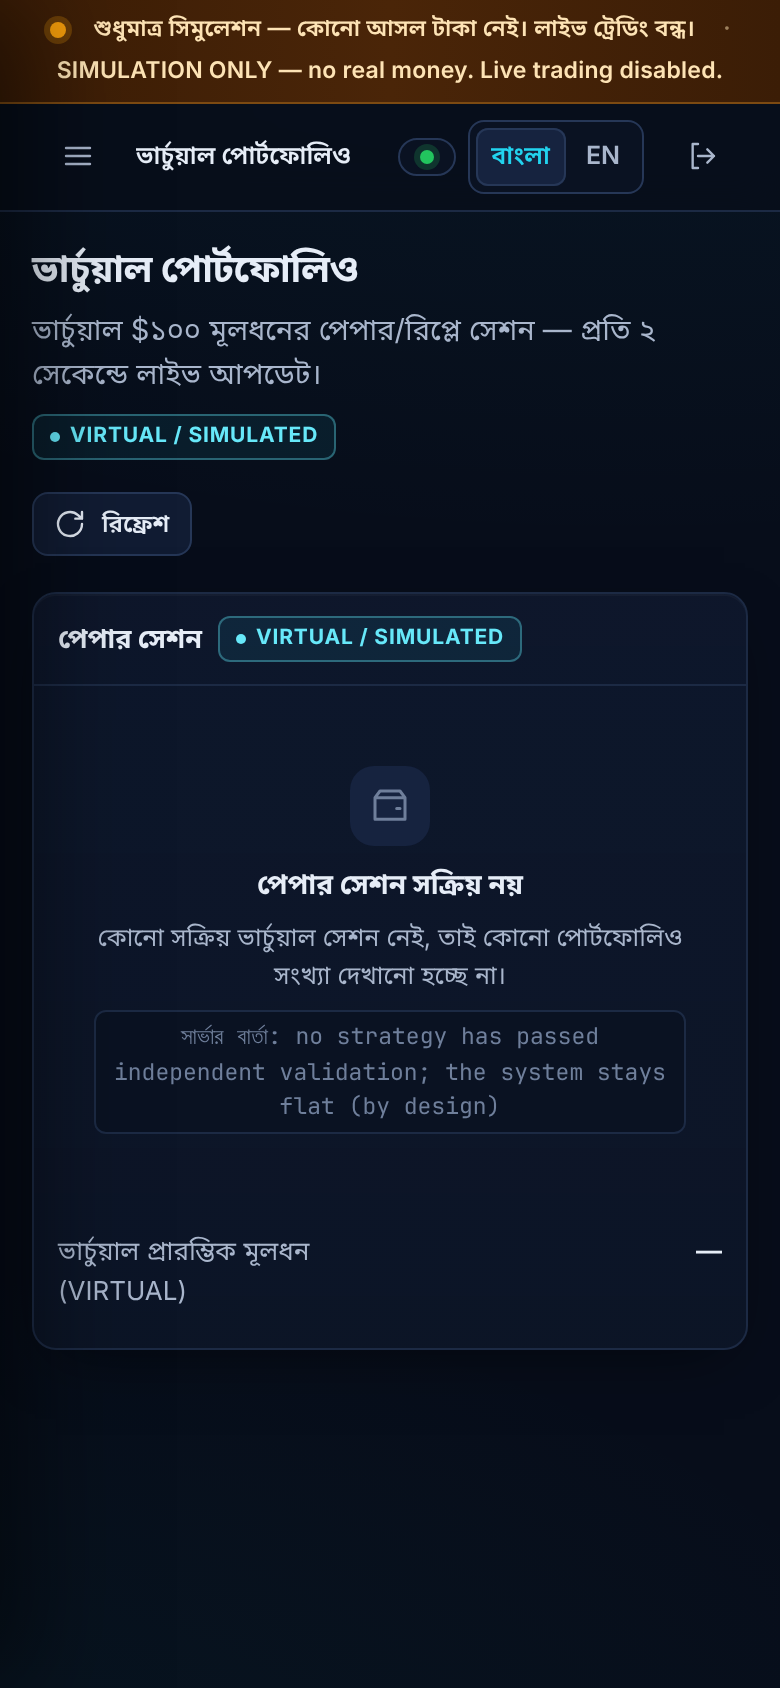 শুধুমাত্র সিমুলেশন — কোনো আসল টাকা নেই। লাইভ ট্রেডিং বন্ধ। ·
SIMULATION ONLY — no real money. Live trading disabled.
ভার্চুয়াল পোর্টফোলিও
বাংলা EN
ভার্চুয়াল পোর্টফোলিও
ভার্চুয়াল $১০০ মূলধনের পেপার/রিপ্লে সেশন — প্রতি ২
সেকেন্ডে লাইভ আপডেট।
VIRTUAL / SIMULATED
রিফ্রেশ
পেপার সেশন VIRTUAL / SIMULATED
পেপার সেশন সক্রিয় নয়
কোনো সক্রিয় ভার্চুয়াল সেশন নেই, তাই কোনো পোর্টফোলিও
সংখ্যা দেখানো হচ্ছে না।
সার্ভার বার্তা: no strategy has passed
independent validation; the system stays
flat (by design)
ভার্চুয়াল প্রারম্ভিক মূলধন —
(VIRTUAL)